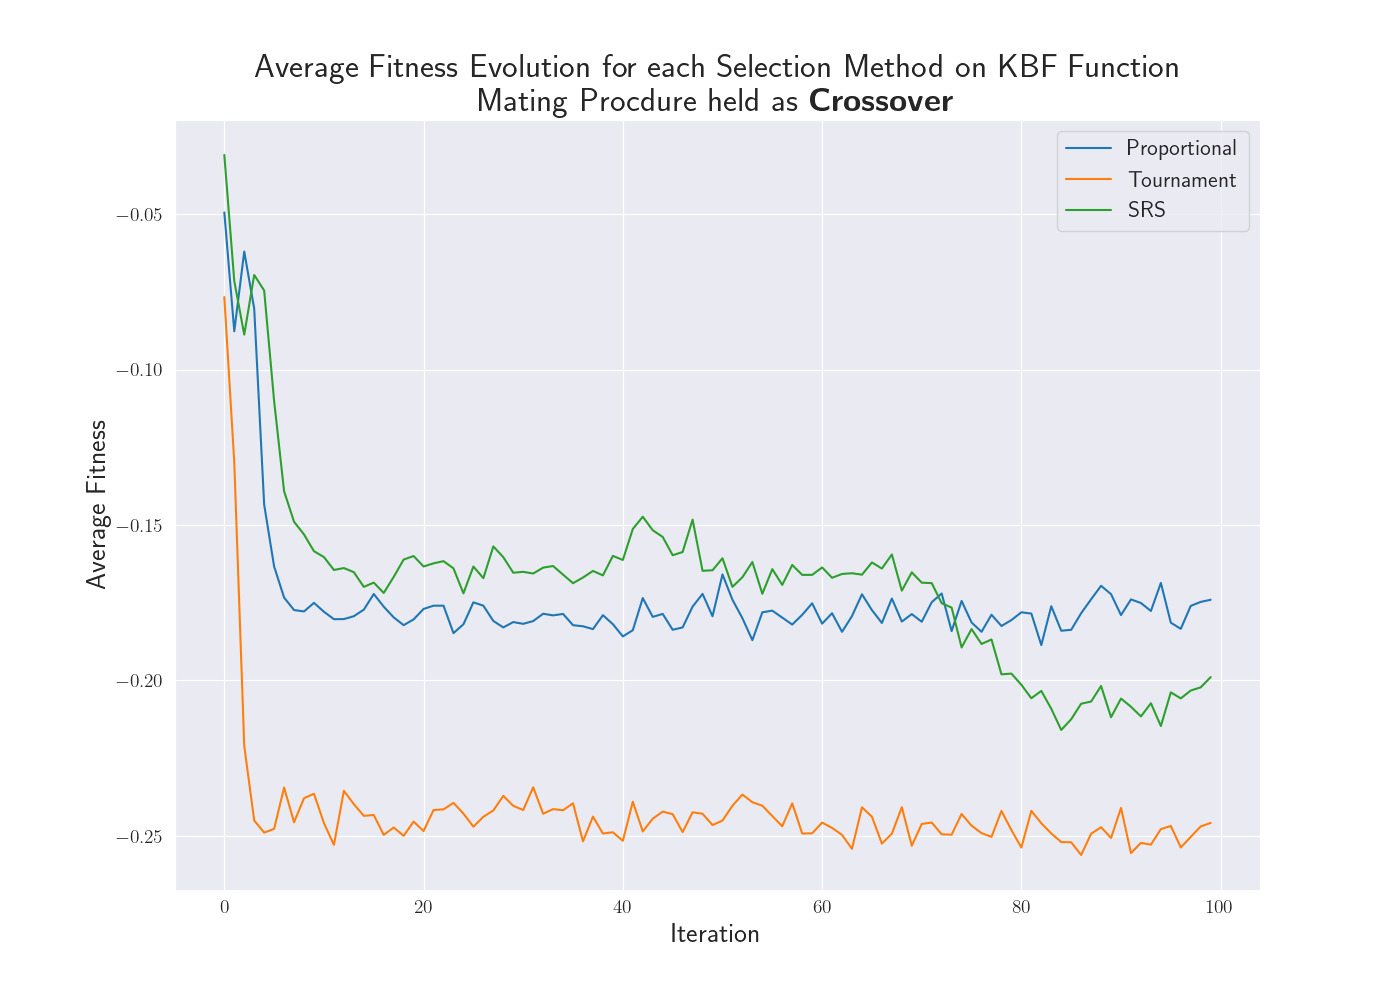 Average Fitness Evolution for each Selection Method on KBF Function
Mating Procdure held as Crossover
Proportional
Tournament
SRS
−0.05
−0.10
−0.15
−0.20
−0.25
Average Fitness
0 20 40 60 80 100
Iteration